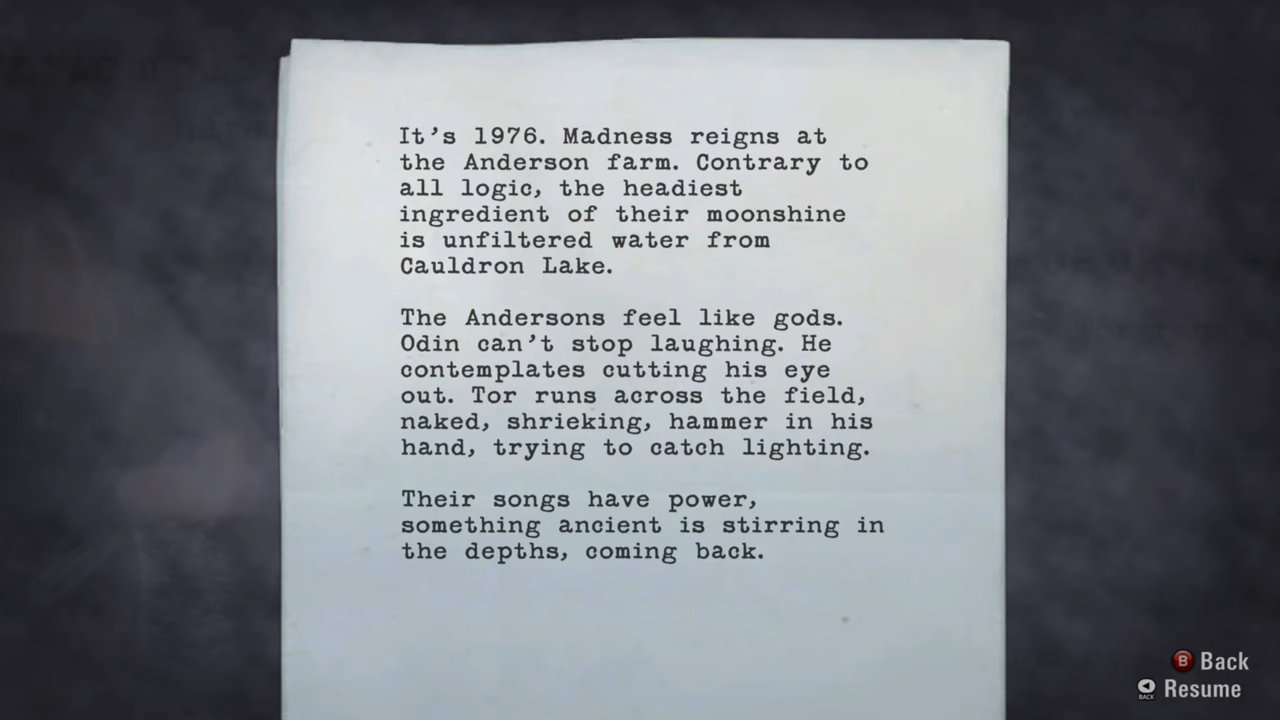 It's 1976. Madness reigns at
the Anderson farm. Contrary to
all logic, the headiest
ingredient of their moonshine
is unfiltered water from
Cauldron Lake.
The Andersons feel like gods.
Odin can't stop laughing. He
contemplates cutting his eye
out. Tor runs across the field,
naked, shrieking, hammer in his
hand, trying to catch lighting.
Their songs have power,
something ancient is stirring in
the depths, coming back.
B Back
BACK Resume